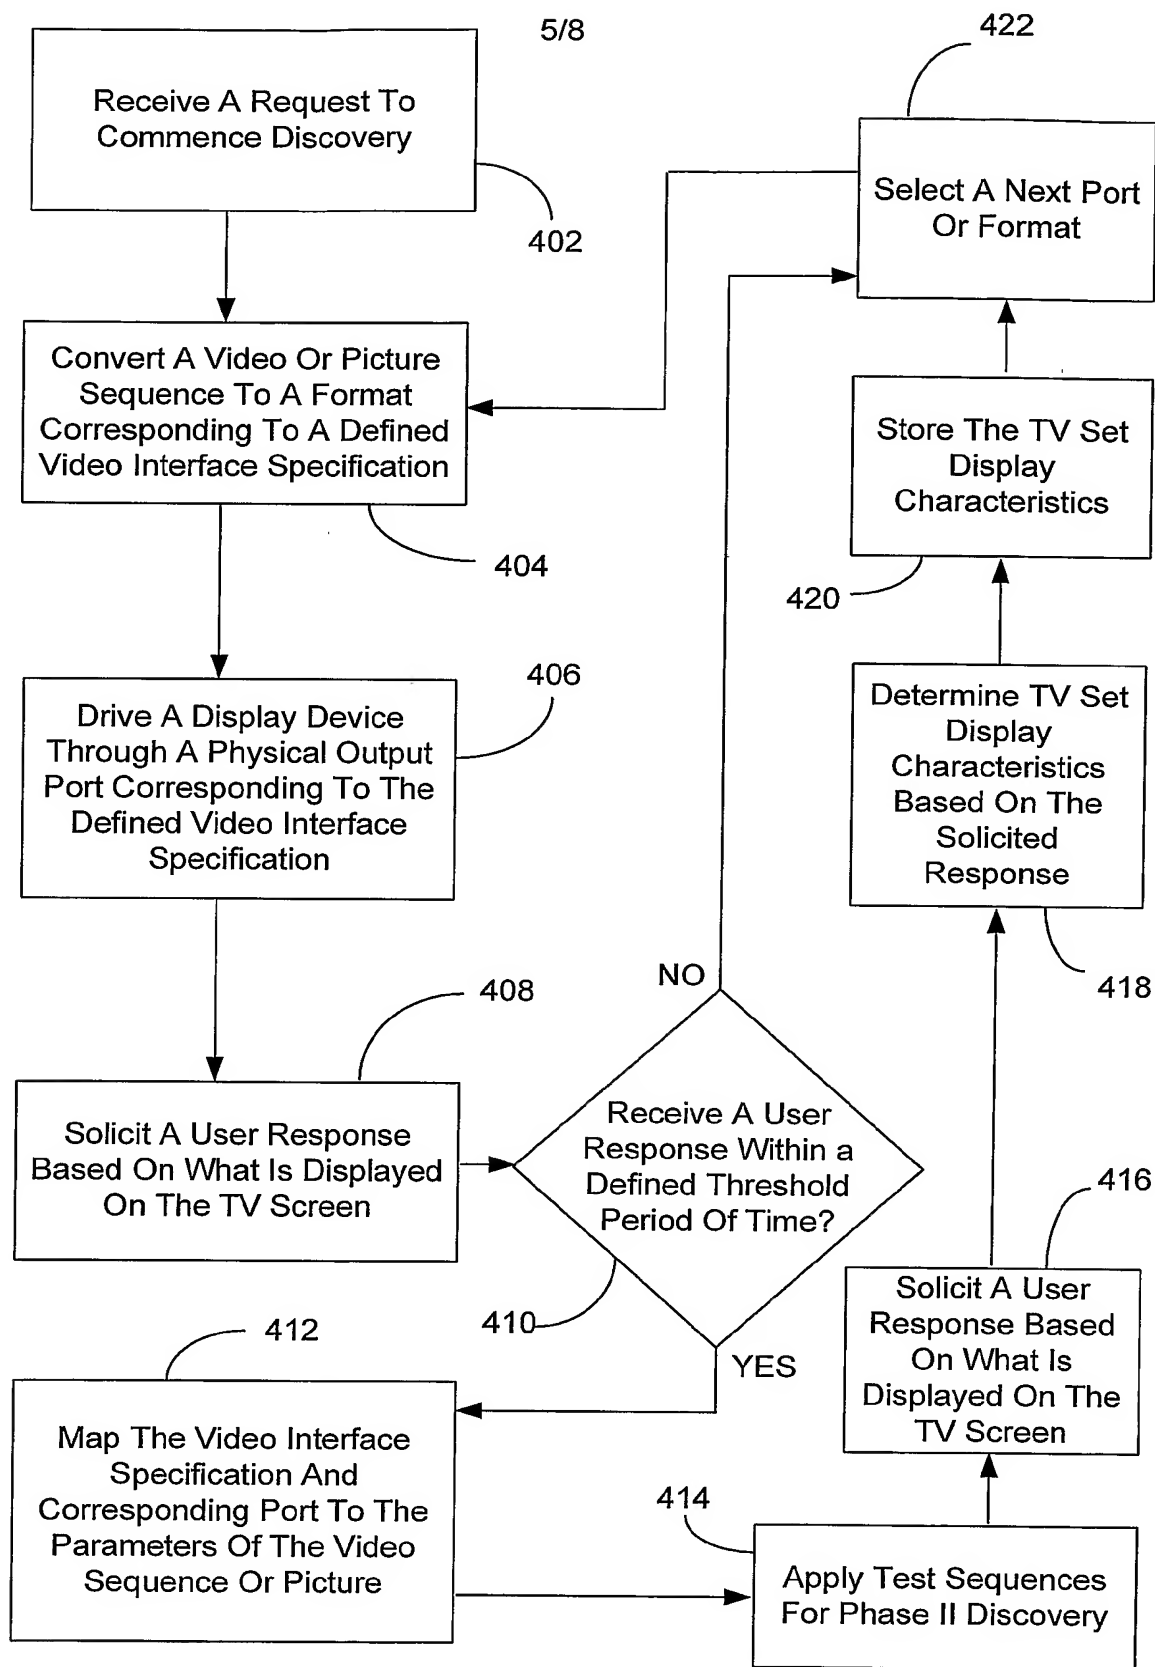 5/8
Receive A Request To
Commence Discovery
402
Convert A Video Or Picture
Sequence To A Format
Corresponding To A Defined
Video Interface Specification
404
Drive A Display Device
Through A Physical Output
Port Corresponding To The
Defined Video Interface
Specification
406
Solicit A User Response
Based On What Is Displayed
On The TV Screen
408
Receive A User
Response Within a
Defined Threshold
Period Of Time?
410
NO
YES
412
Map The Video Interface
Specification And
Corresponding Port To The
Parameters Of The Video
Sequence Or Picture
414
Apply Test Sequences
For Phase II Discovery
416
Solicit A User
Response Based
On What Is
Displayed On The
TV Screen
Determine TV Set
Display
Characteristics
Based On The
Solicited
Response
418
Store The TV Set
Display
Characteristics
420
422
Select A Next Port
Or Format